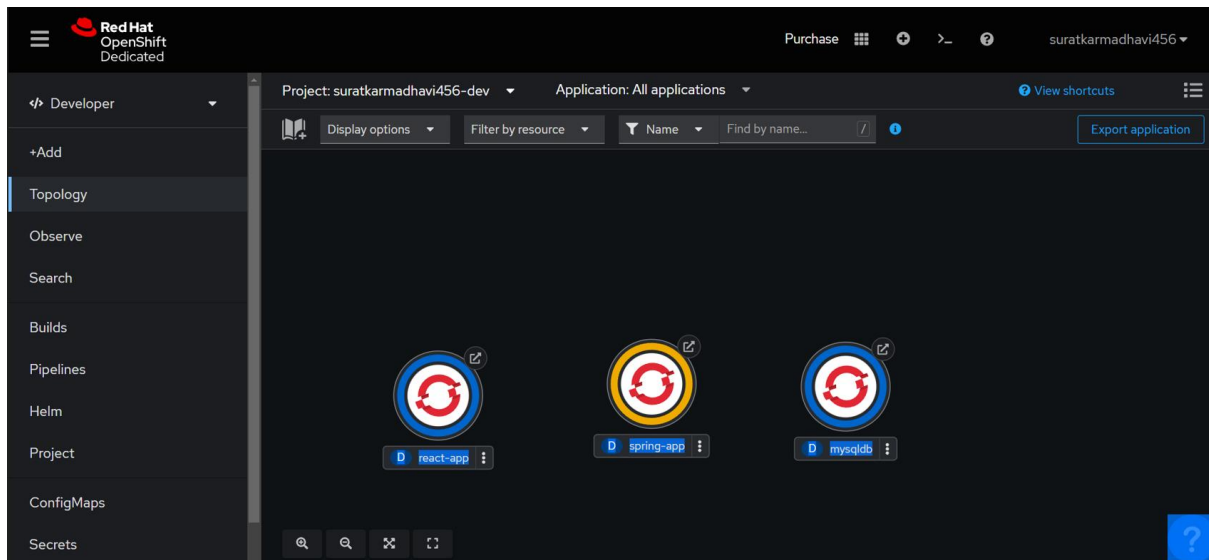 Red Hat
OpenShift
Dedicated
Purchase
suratkarmadhavi456
Developer
Project: suratkarmadhavi456-dev
Application: All applications
View shortcuts
Display options
Filter by resource
Name
Find by name...
/
Export application
+Add
Topology
Observe
Search
Builds
Pipelines
Helm
Project
ConfigMaps
Secrets
D react-app
D spring-app
D mysqldb